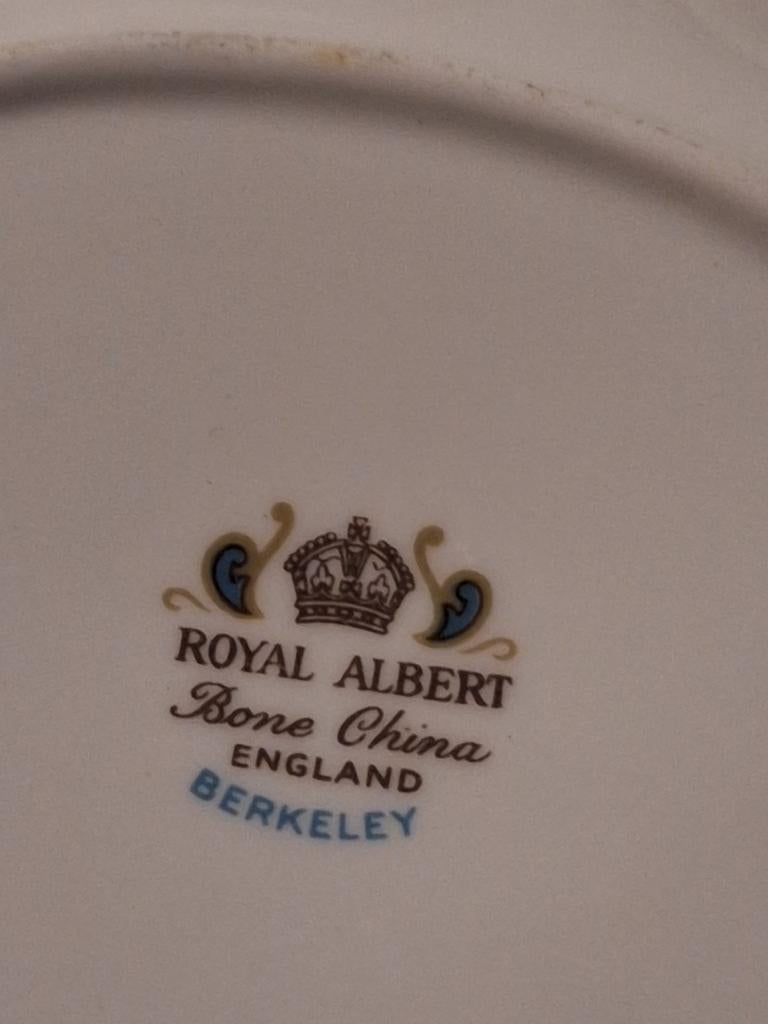 ROYAL ALBERT
Bone China
ENGLAND
BERKELEY